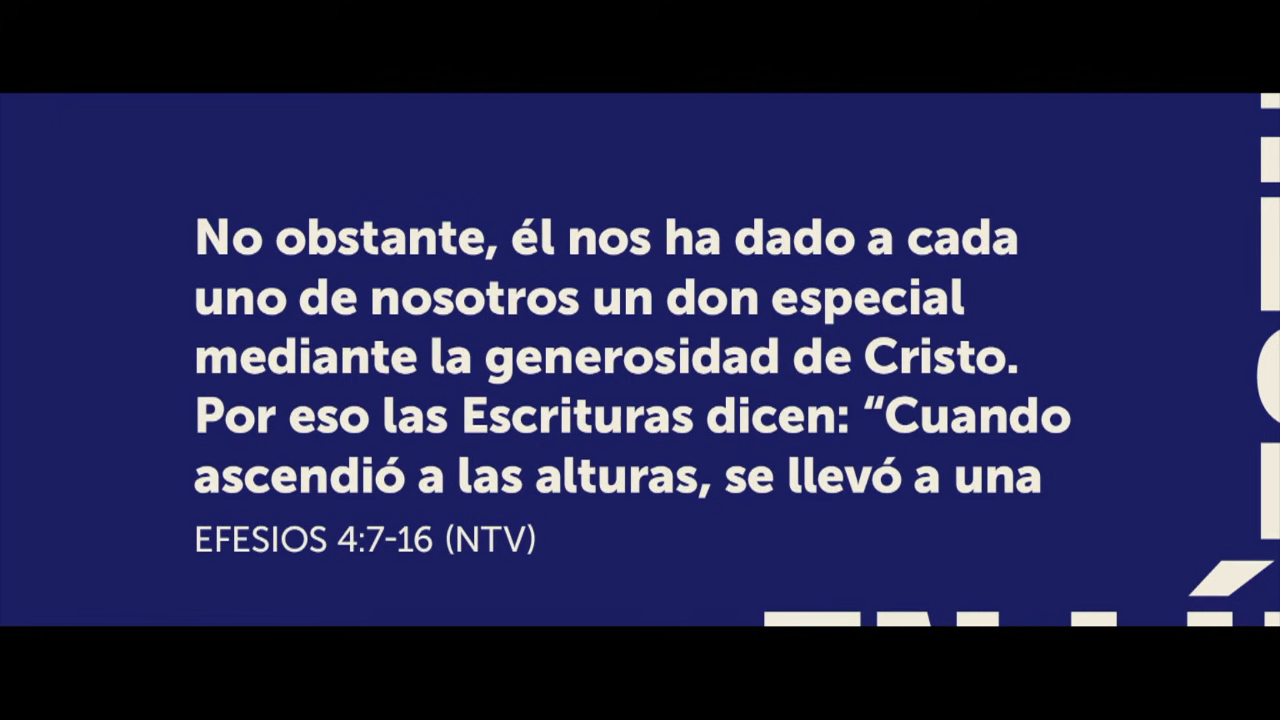 No obstante, él nos ha dado a cada
uno de nosotros un don especial
mediante la generosidad de Cristo.
Por eso las Escrituras dicen: “Cuando
ascendió a las alturas, se llevó a una
EFESIOS 4:7-16 (NTV)